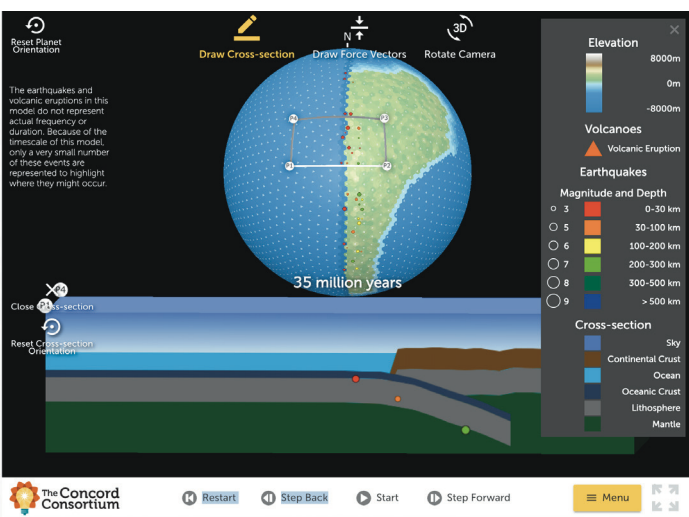 Reset Planet
Orientation
Draw Cross-section
Draw Force Vectors
3D
Rotate Camera
N
The earthquakes and
volcanic eruptions in this
model do not represent
actual frequency or
duration. Because of the
timescale of this model,
only a very small number
of these events are
represented to highlight
where they might occur.
P4
P3
P1
P2
35 million years
P4
P1
Close Cross-section
Reset Cross-section
Orientation
Elevation
8000m
0m
-8000m
Volcanoes
Volcanic Eruption
Earthquakes
Magnitude and Depth
3 0-30 km
5 30-100 km
6 100-200 km
7 200-300 km
8 300-500 km
9 > 500 km
Cross-section
Sky
Continental Crust
Ocean
Oceanic Crust
Lithosphere
Mantle
The Concord
Consortium
Restart
Step Back
Start
Step Forward
Menu